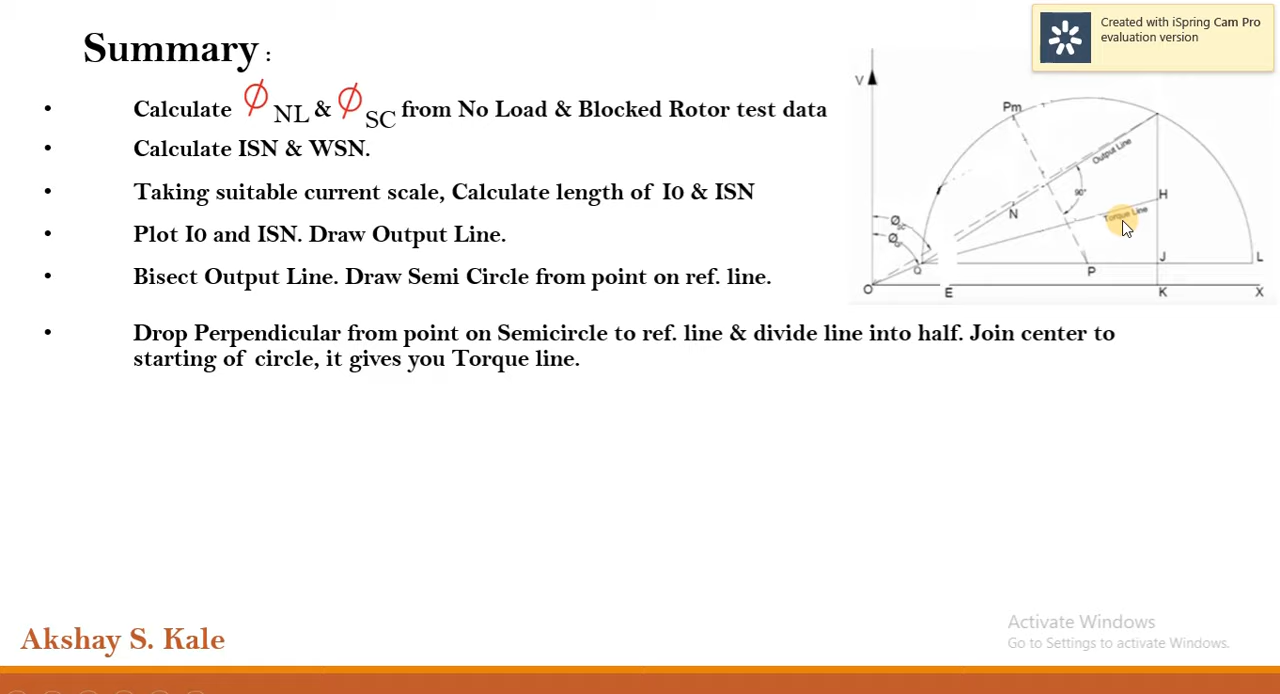 Summary :
Created with iSpring Cam Pro
evaluation version
• Calculate ∅ NL & ∅ SC from No Load & Blocked Rotor test data
• Calculate ISN & WSN.
• Taking suitable current scale, Calculate length of I0 & ISN
• Plot I0 and ISN. Draw Output Line.
• Bisect Output Line. Draw Semi Circle from point on ref. line.
• Drop Perpendicular from point on Semicircle to ref. line & divide line into half. Join center to
starting of circle, it gives you Torque line.
V
Pm
Output Line
90°
H
N
Torque Line
Ø
Ø
Q
P
J
L
O
E
K
X
Activate Windows
Go to Settings to activate Windows.
Akshay S. Kale